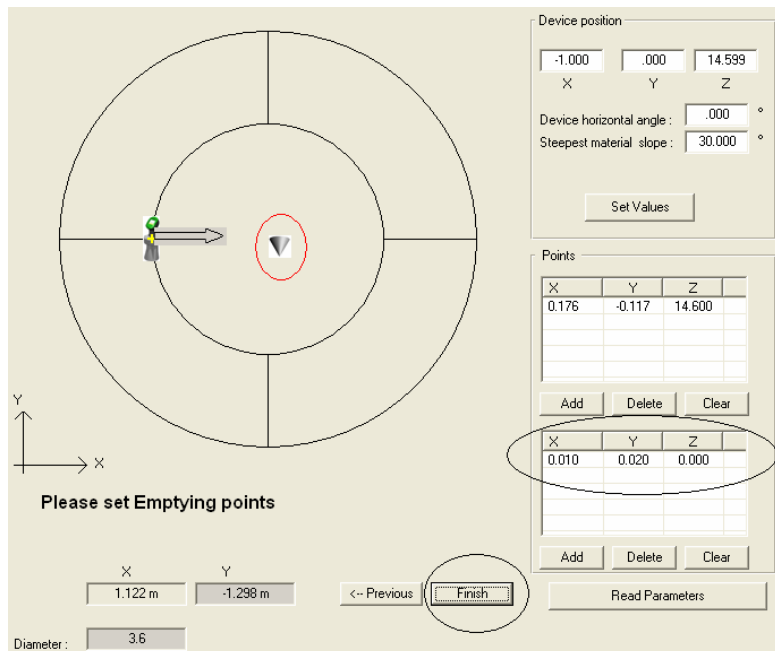 Device position
-1.000 .000 14.599
X Y Z
Device horizontal angle : .000 °
Steepest material slope : 30.000 °
Set Values
Points
X Y Z
0.176 -0.117 14.600
Add Delete Clear
X Y Z
0.010 0.020 0.000
Add Delete Clear
Y
X
Please set Emptying points
X Y
1.122 m -1.298 m
<-- Previous Finish Read Parameters
Diameter : 3.6